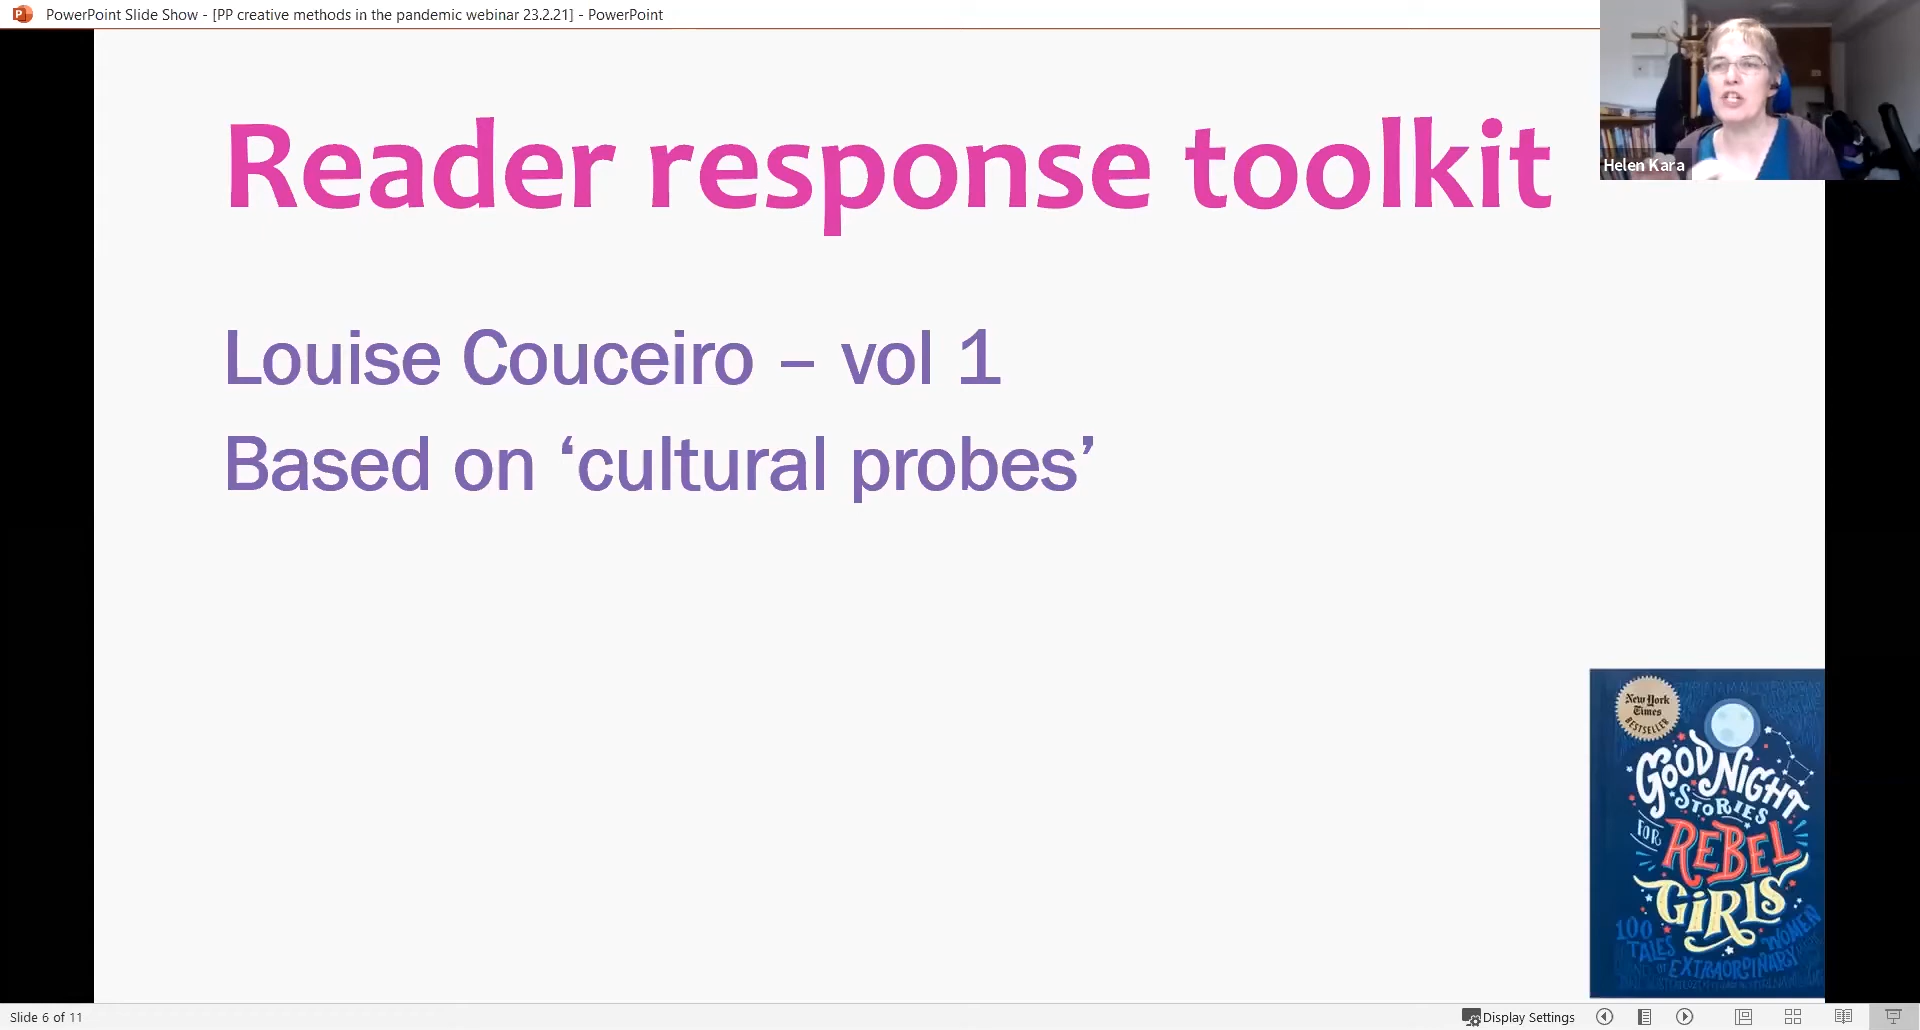 PowerPoint Slide Show - [PP creative methods in the pandemic webinar 23.2.21] - PowerPoint
Helen Kara
Reader response toolkit
Louise Couceiro – vol 1
Based on ‘cultural probes’
New York
Times
BESTSELLER
GOOD NIGHT
STORIES
FOR REBEL
GIRLS
100
TALES
OF EXTRAORDINARY
WOMEN
Slide 6 of 11
Display Settings